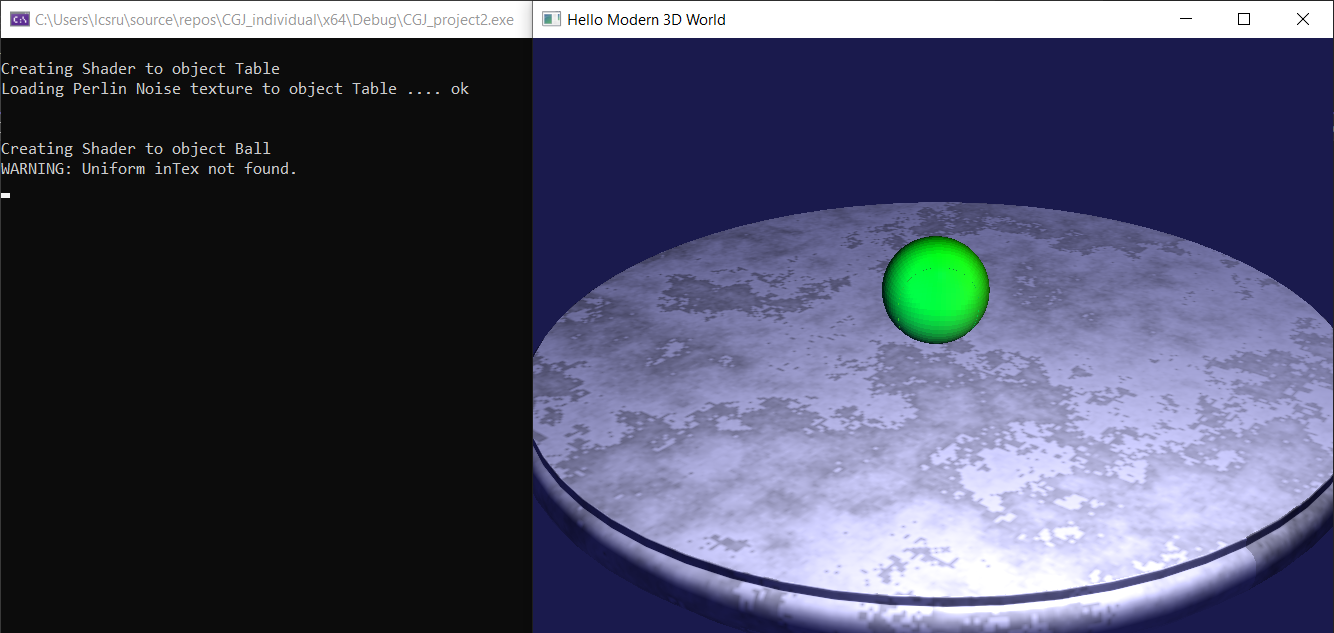 C:\Users\lcsru\source\repos\CGJ_individual\x64\Debug\CGJ_project2.exe
Hello Modern 3D World
Creating Shader to object Table
Loading Perlin Noise texture to object Table .... ok
Creating Shader to object Ball
WARNING: Uniform inTex not found.